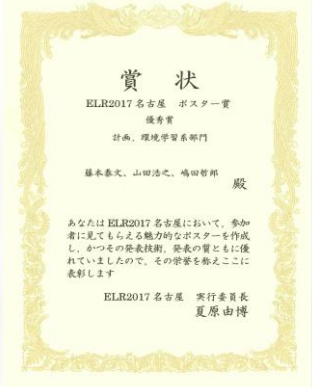 賞状
ELR2017 名古屋 ポスター賞
優秀賞
計画、環境学習系部門
藤本泰文、山田浩之、嶋田哲郎
殿
あなたは ELR2017 名古屋において、参加
者に見てもらえる魅力的なポスターを作成
し、かつその発表技術、発表の質ともに優
れていましたので、その栄誉を称えここに
表彰します
ELR2017 名古屋 実行委員長
夏原由博